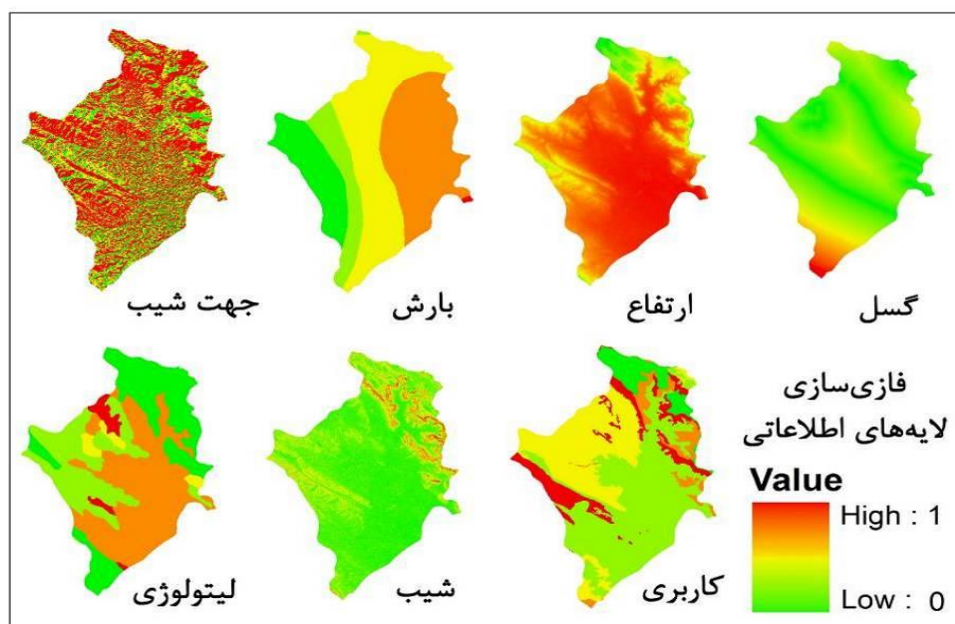 جهت شیب
بارش
ارتفاع
گسل
لیتولوژی
شیب
کاربری
فازی‌سازی
لایه‌های اطلاعاتی
Value
High : 1
Low : 0